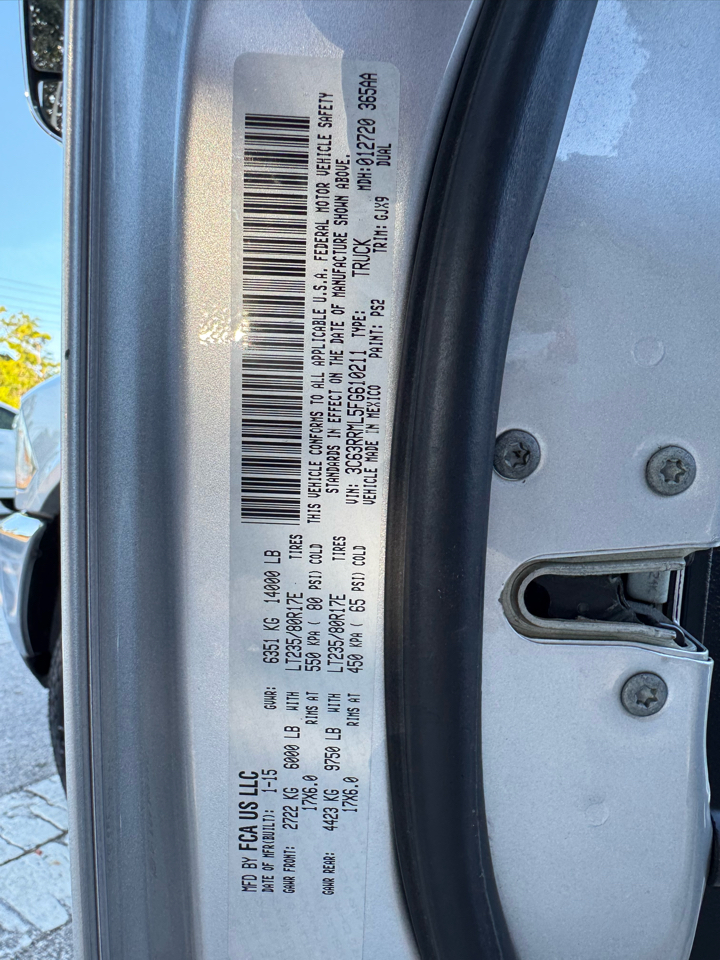 MFD BY FCA US LLC
DATE OF MFR(BUILT): 1-15 GVWR: 6351 KG 14000 LB
GAWR FRONT: 2722 KG 6000 LB WITH LT235/80R17E TIRES
17X6.0 RIMS AT 550 KPA ( 80 PSI) COLD
GAWR REAR: 4423 KG 9750 LB WITH LT235/80R17E TIRES
17X6.0 RIMS AT 450 KPA ( 65 PSI) COLD
THIS VEHICLE CONFORMS TO ALL APPLICABLE U.S.A. FEDERAL MOTOR VEHICLE SAFETY
STANDARDS IN EFFECT ON THE DATE OF MANUFACTURE SHOWN ABOVE.
VIN: 3C63RRML5FG610211 TYPE: TRUCK MDH:012720 365AA
VEHICLE MADE IN MEXICO PAINT: PS2 TRIM: GJX9 DUAL